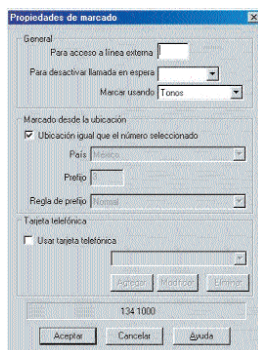 Propiedades de marcado
General
Para acceso a línea externa
Para desactivar llamada en espera
Marcar usando Tonos
Marcado desde la ubicación
Ubicación igual que el número seleccionado
País México
Prefijo
Regla de prefijo Normal
Tarjeta telefónica
Usar tarjeta telefónica
Agregar Modificar Eliminar
134 1000
Aceptar Cancelar Ayuda